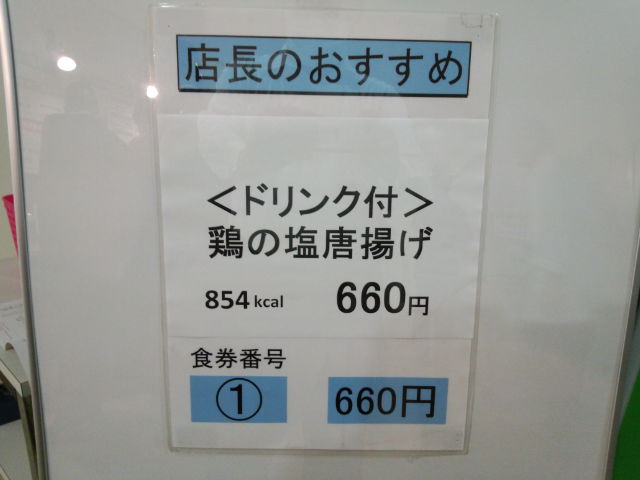 店長のおすすめ
＜ドリンク付＞
鶏の塩唐揚げ
854 kcal 660円
食券番号
① 660円